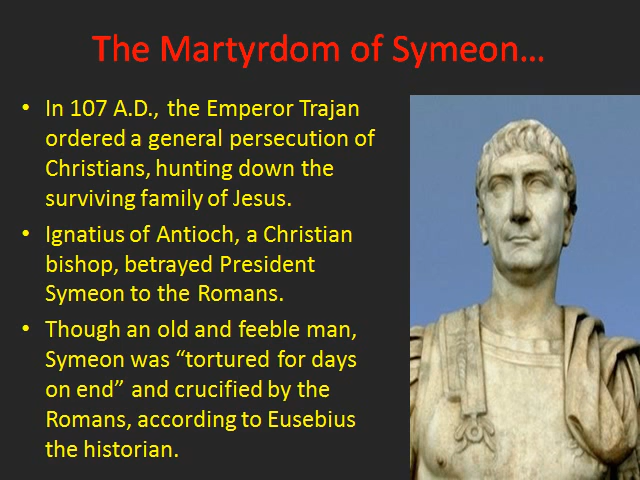 The Martyrdom of Symeon…
• In 107 A.D., the Emperor Trajan
ordered a general persecution of
Christians, hunting down the
surviving family of Jesus.
• Ignatius of Antioch, a Christian
bishop, betrayed President
Symeon to the Romans.
• Though an old and feeble man,
Symeon was “tortured for days
on end” and crucified by the
Romans, according to Eusebius
the historian.